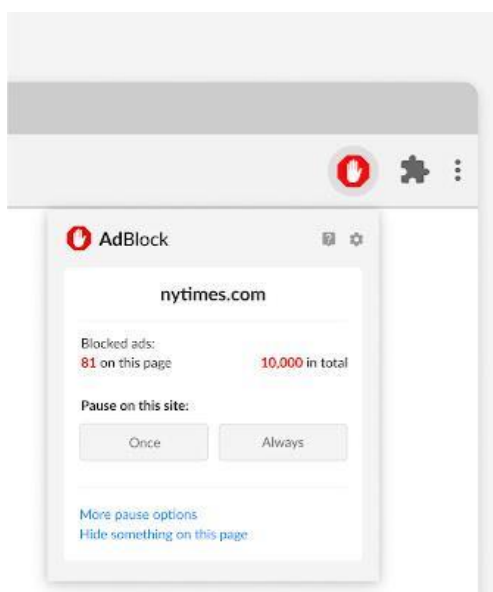 AdBlock
?
nytimes.com
Blocked ads:
81 on this page
10,000 in total
Pause on this site:
Once
Always
More pause options
Hide something on this page